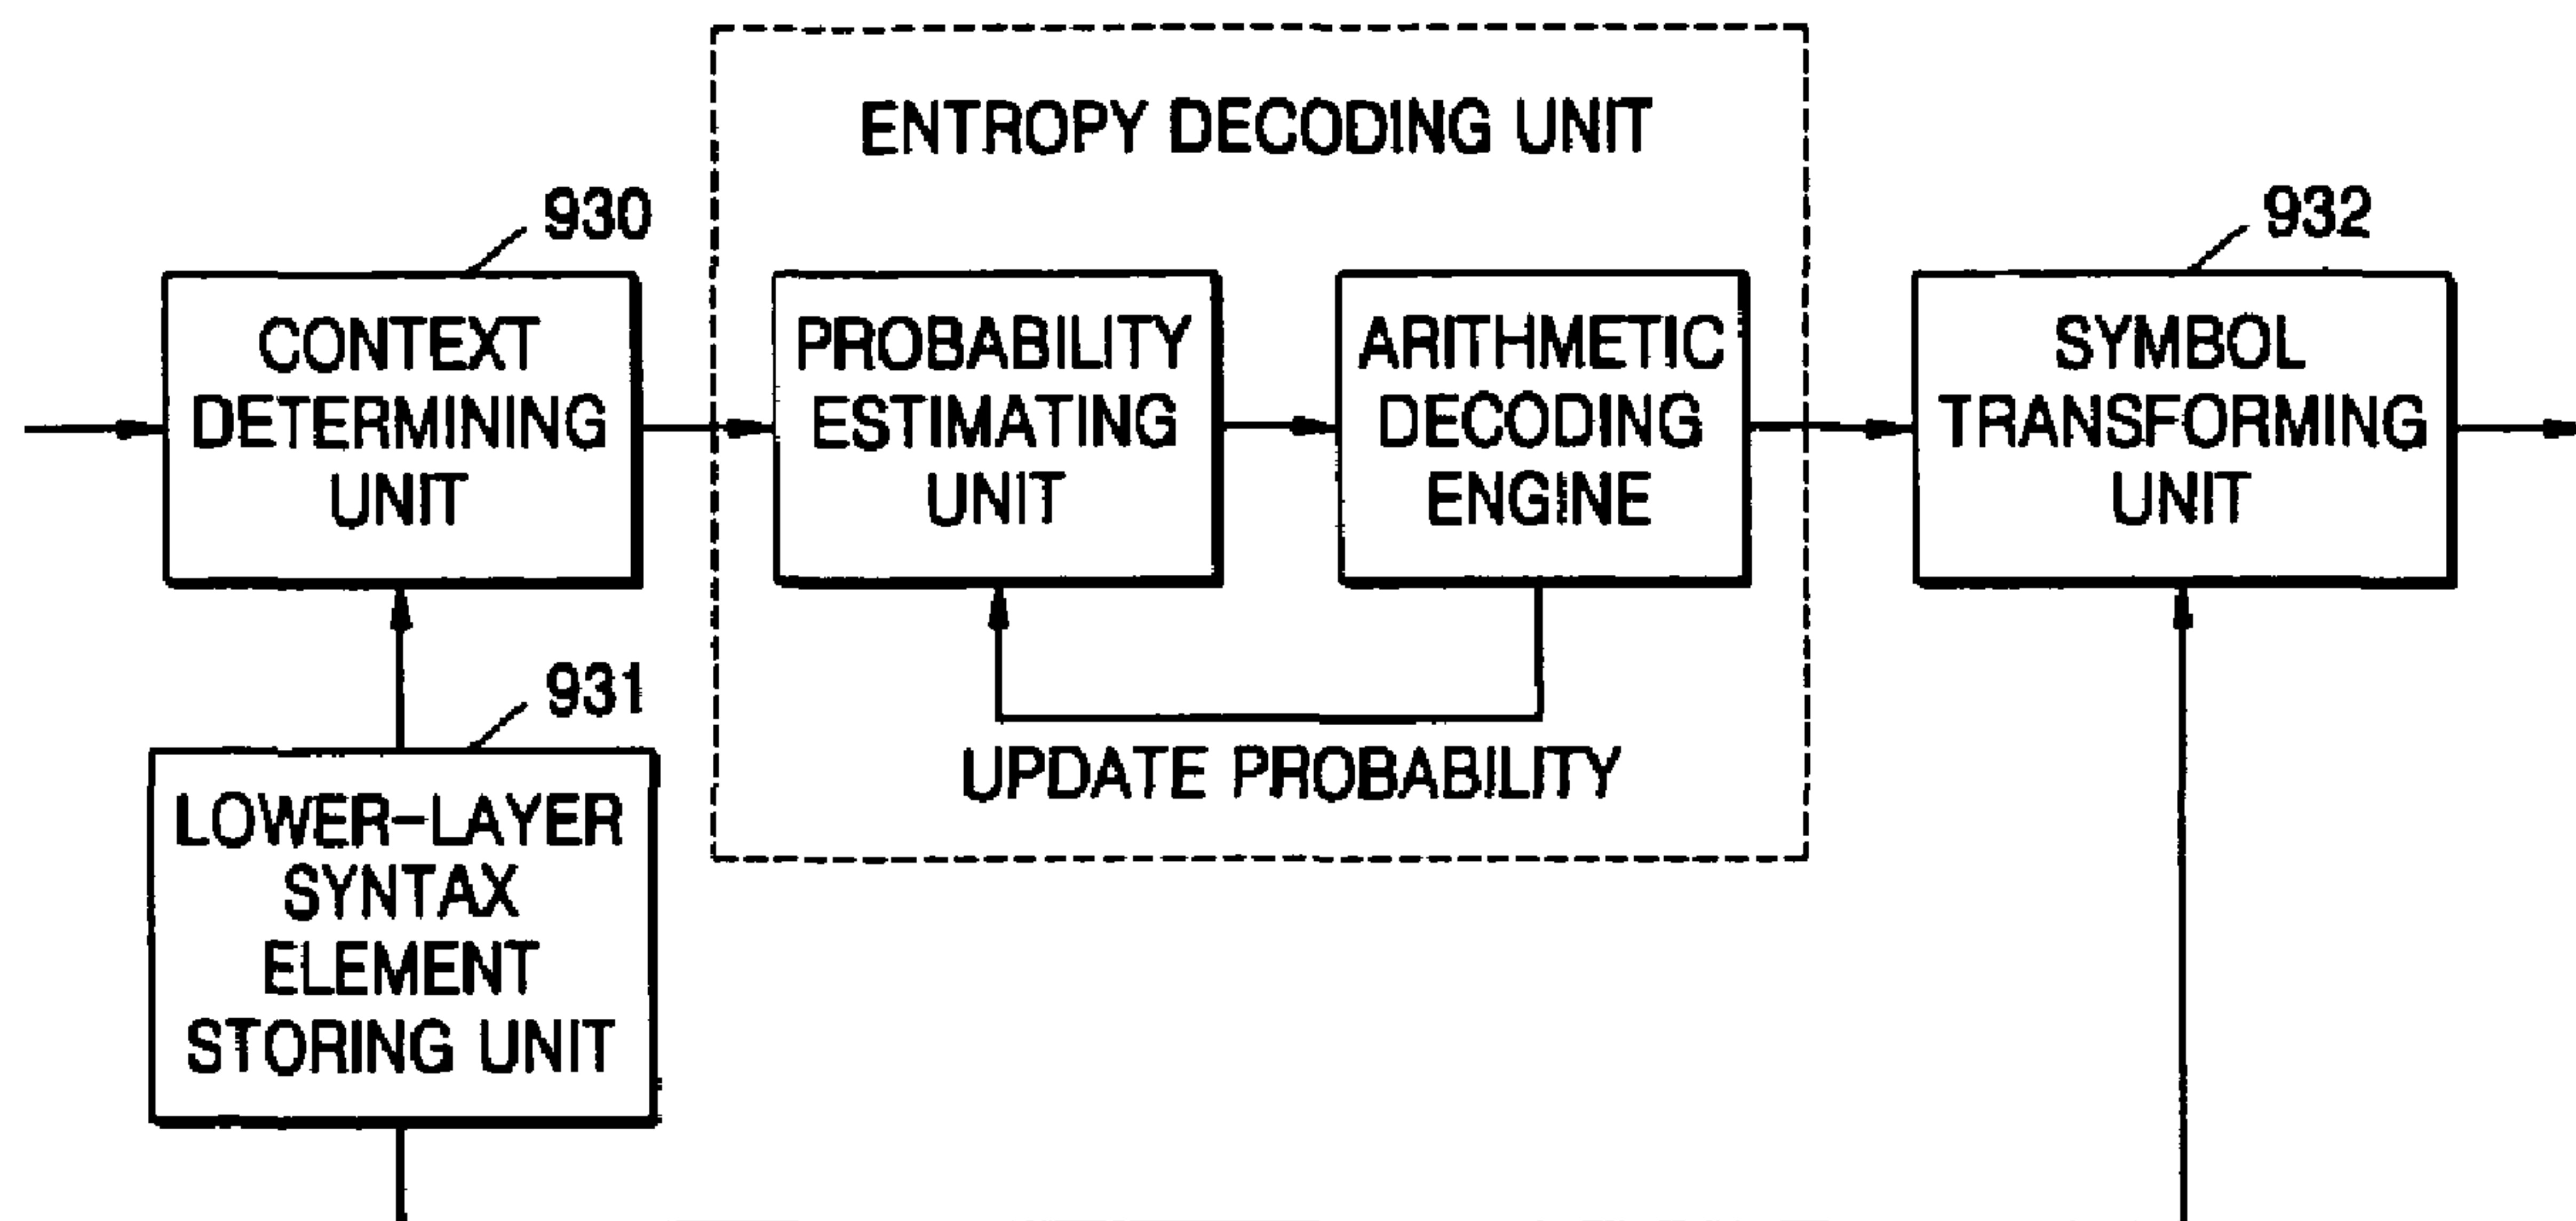 ENTROPY DECODING UNIT
930
CONTEXT
DETERMINING
UNIT
PROBABILITY
ESTIMATING
UNIT
ARITHMETIC
DECODING
ENGINE
932
SYMBOL
TRANSFORMING
UNIT
UPDATE PROBABILITY
931
LOWER-LAYER
SYNTAX
ELEMENT
STORING UNIT